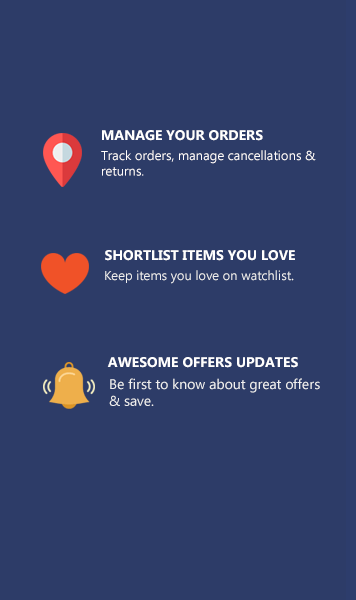 MANAGE YOUR ORDERS
Track orders, manage cancellations &
returns.
SHORTLIST ITEMS YOU LOVE
Keep items you love on watchlist.
AWESOME OFFERS UPDATES
Be first to know about great offers
& save.